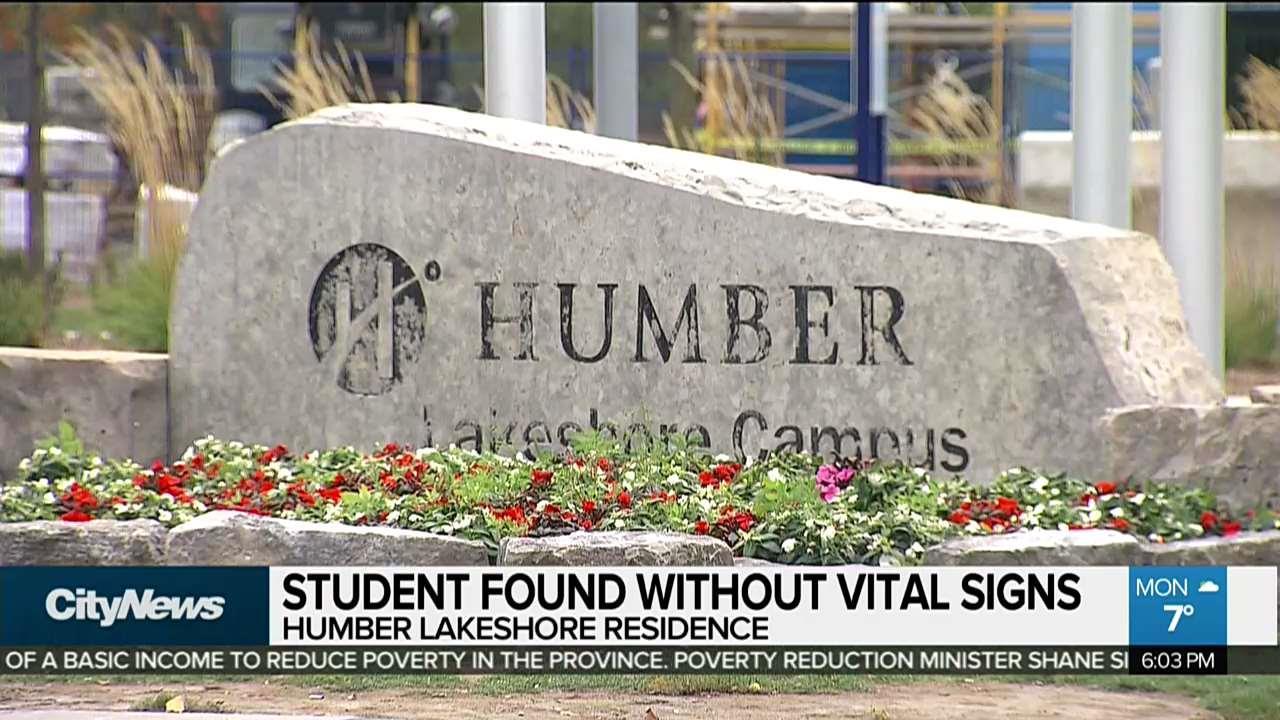 H HUMBER
Lakeshore Campus
CityNews
STUDENT FOUND WITHOUT VITAL SIGNS
HUMBER LAKESHORE RESIDENCE
MON
7°
OF A BASIC INCOME TO REDUCE POVERTY IN THE PROVINCE. POVERTY REDUCTION MINISTER SHANE SI
6:03 PM